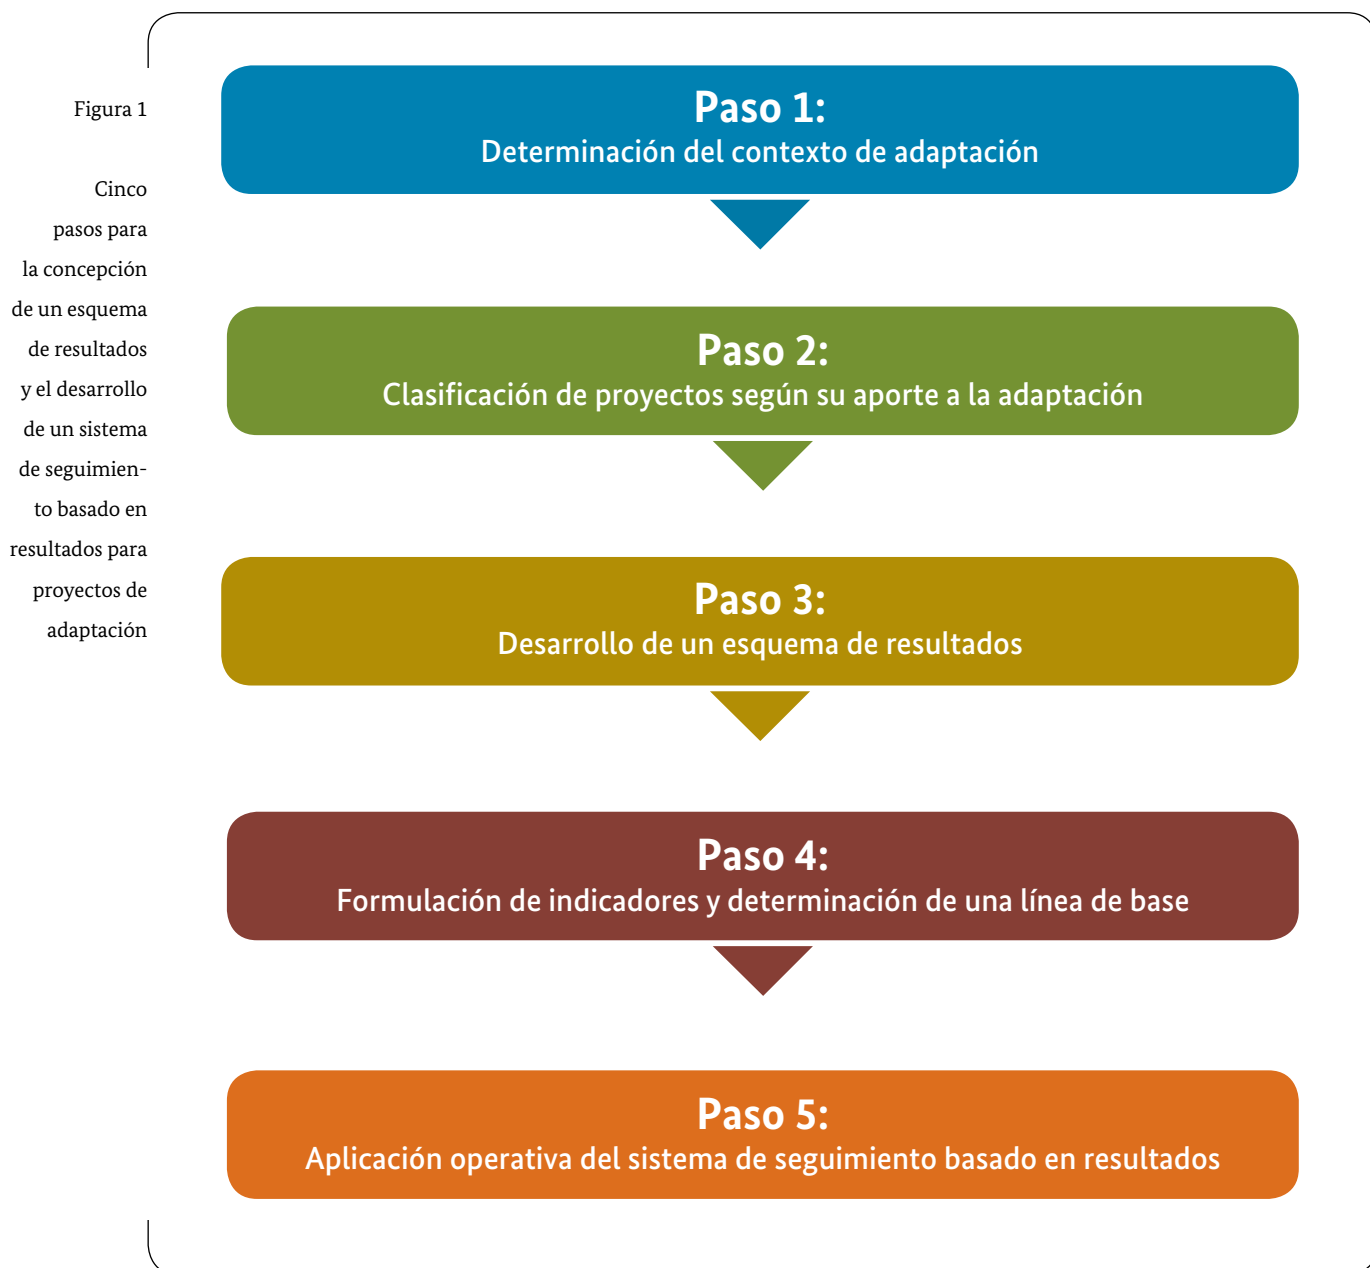 Figura 1
Cinco
pasos para
la concepción
de un esquema
de resultados
y el desarrollo
de un sistema
de seguimien-
to basado en
resultados para
proyectos de
adaptación
Paso 1:
Determinación del contexto de adaptación
Paso 2:
Clasificación de proyectos según su aporte a la adaptación
Paso 3:
Desarrollo de un esquema de resultados
Paso 4:
Formulación de indicadores y determinación de una línea de base
Paso 5:
Aplicación operativa del sistema de seguimiento basado en resultados